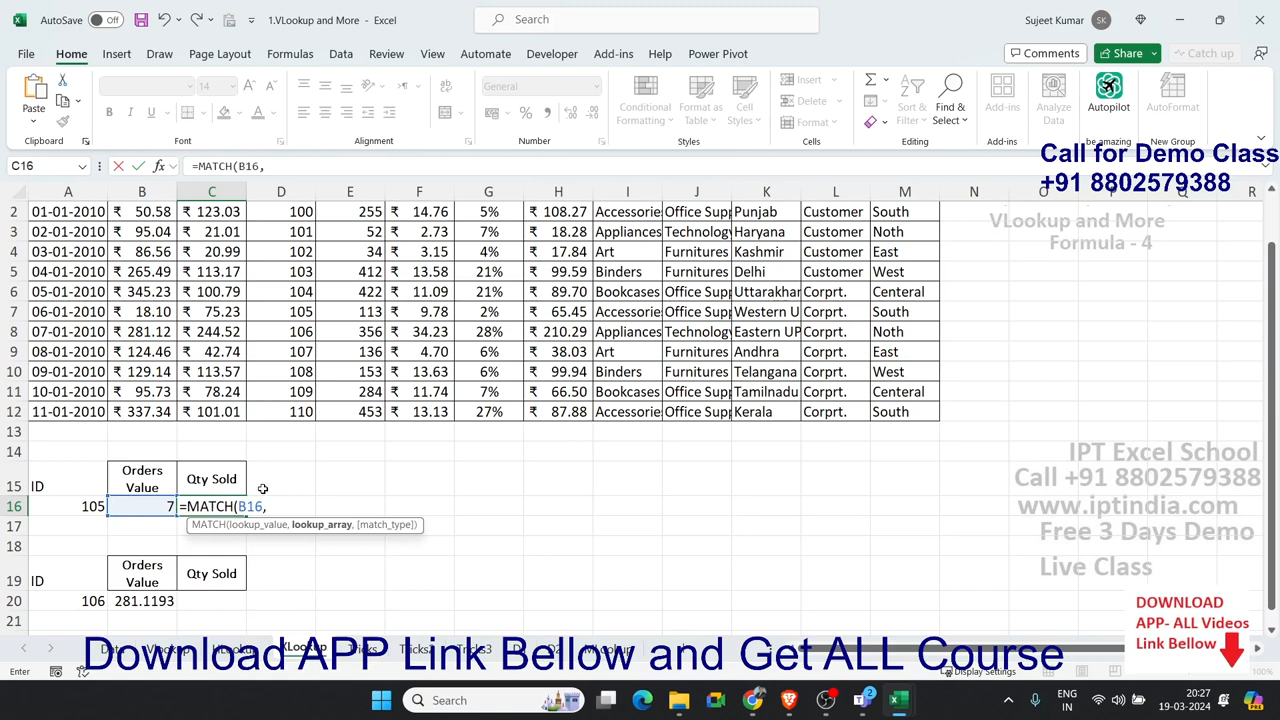 AutoSave Off 1.VLookup and More - Excel Search Sujeet Kumar SK
File Home Insert Draw Page Layout Formulas Data Review View Automate Developer Add-ins Help Power Pivot Comments Share Catch up
Paste 14 General Conditional Formatting Format as Table Cell Styles Insert Delete Format Sort & Filter Find & Select Add-ins Analyze Data Autopilot AutoFormat
Clipboard Font Alignment Number Styles Cells Editing Add-ins be amazing New Group
Call for Demo Class
+91 8802579388
C16 fx =MATCH(B16,
A B C D E F G H I J K L M N O P Q R
2 01-01-2010 ₹ 50.58 ₹ 123.03 100 255 ₹ 14.76 5% ₹ 108.27 Accessorie Office Supp Punjab Customer South
3 02-01-2010 ₹ 95.04 ₹ 21.01 101 52 ₹ 2.73 7% ₹ 18.28 Appliances Technology Haryana Customer Noth
4 03-01-2010 ₹ 86.56 ₹ 20.99 102 34 ₹ 3.15 4% ₹ 17.84 Art Furnitures Kashmir Customer East
5 04-01-2010 ₹ 265.49 ₹ 113.17 103 412 ₹ 13.58 21% ₹ 99.59 Binders Furnitures Delhi Customer West
6 05-01-2010 ₹ 345.23 ₹ 100.79 104 422 ₹ 11.09 21% ₹ 89.70 Bookcases Office Supp Uttarakhan Corprt. Centeral
7 06-01-2010 ₹ 18.10 ₹ 75.23 105 113 ₹ 9.78 2% ₹ 65.45 Accessorie Office Supp Western U Corprt. South
8 07-01-2010 ₹ 281.12 ₹ 244.52 106 356 ₹ 34.23 28% ₹ 210.29 Appliances Technology Eastern UP Corprt. Noth
9 08-01-2010 ₹ 124.46 ₹ 42.74 107 136 ₹ 4.70 6% ₹ 38.03 Art Furnitures Andhra Corprt. East
10 09-01-2010 ₹ 129.14 ₹ 113.57 108 153 ₹ 13.63 6% ₹ 99.94 Binders Furnitures Telangana Corprt. West
11 10-01-2010 ₹ 95.73 ₹ 78.24 109 284 ₹ 11.74 7% ₹ 66.50 Bookcases Office Supp Tamilnadu Corprt. Centeral
12 11-01-2010 ₹ 337.34 ₹ 101.01 110 453 ₹ 13.13 27% ₹ 87.88 Accessorie Office Supp Kerala Corprt. South
VLookup and More
Formula - 4
13
14
15 ID Orders Value Qty Sold
16 105 7 =MATCH(B16,
MATCH(lookup_value, lookup_array, [match_type])
17
18
19 ID Orders Value Qty Sold
20 106 281.1193
21
IPT Excel School
Call +91 8802579388
www.iptindia.com
Free 3 Days Demo
Live Class
DOWNLOAD
APP- ALL Videos
Link Bellow
Download APP Link Bellow and Get ALL Course
XLookup
Enter Display Settings 100%
Search ENG IN 20:27 19-03-2024